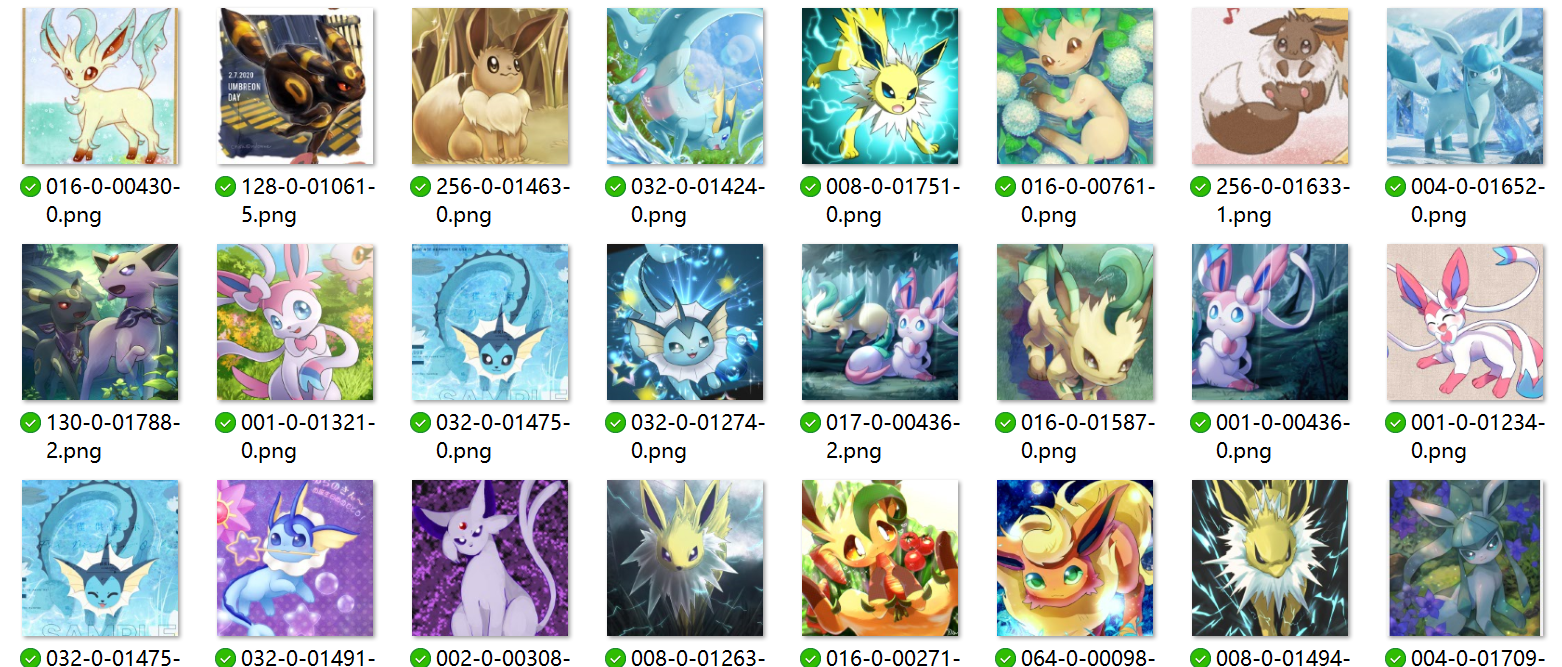 2.7.2020
UMBREON
DAY
016-0-00430-
0.png
128-0-01061-
5.png
256-0-01463-
0.png
032-0-01424-
0.png
008-0-01751-
0.png
016-0-00761-
0.png
256-0-01633-
1.png
004-0-01652-
0.png
130-0-01788-
2.png
001-0-01321-
0.png
032-0-01475-
0.png
032-0-01274-
0.png
017-0-00436-
2.png
016-0-01587-
0.png
001-0-00436-
0.png
001-0-01234-
0.png
SAMPLE
SAMPLE
032-0-01475-
032-0-01491-
002-0-00308-
008-0-01263-
016-0-00271-
064-0-00098-
008-0-01494-
004-0-01709-